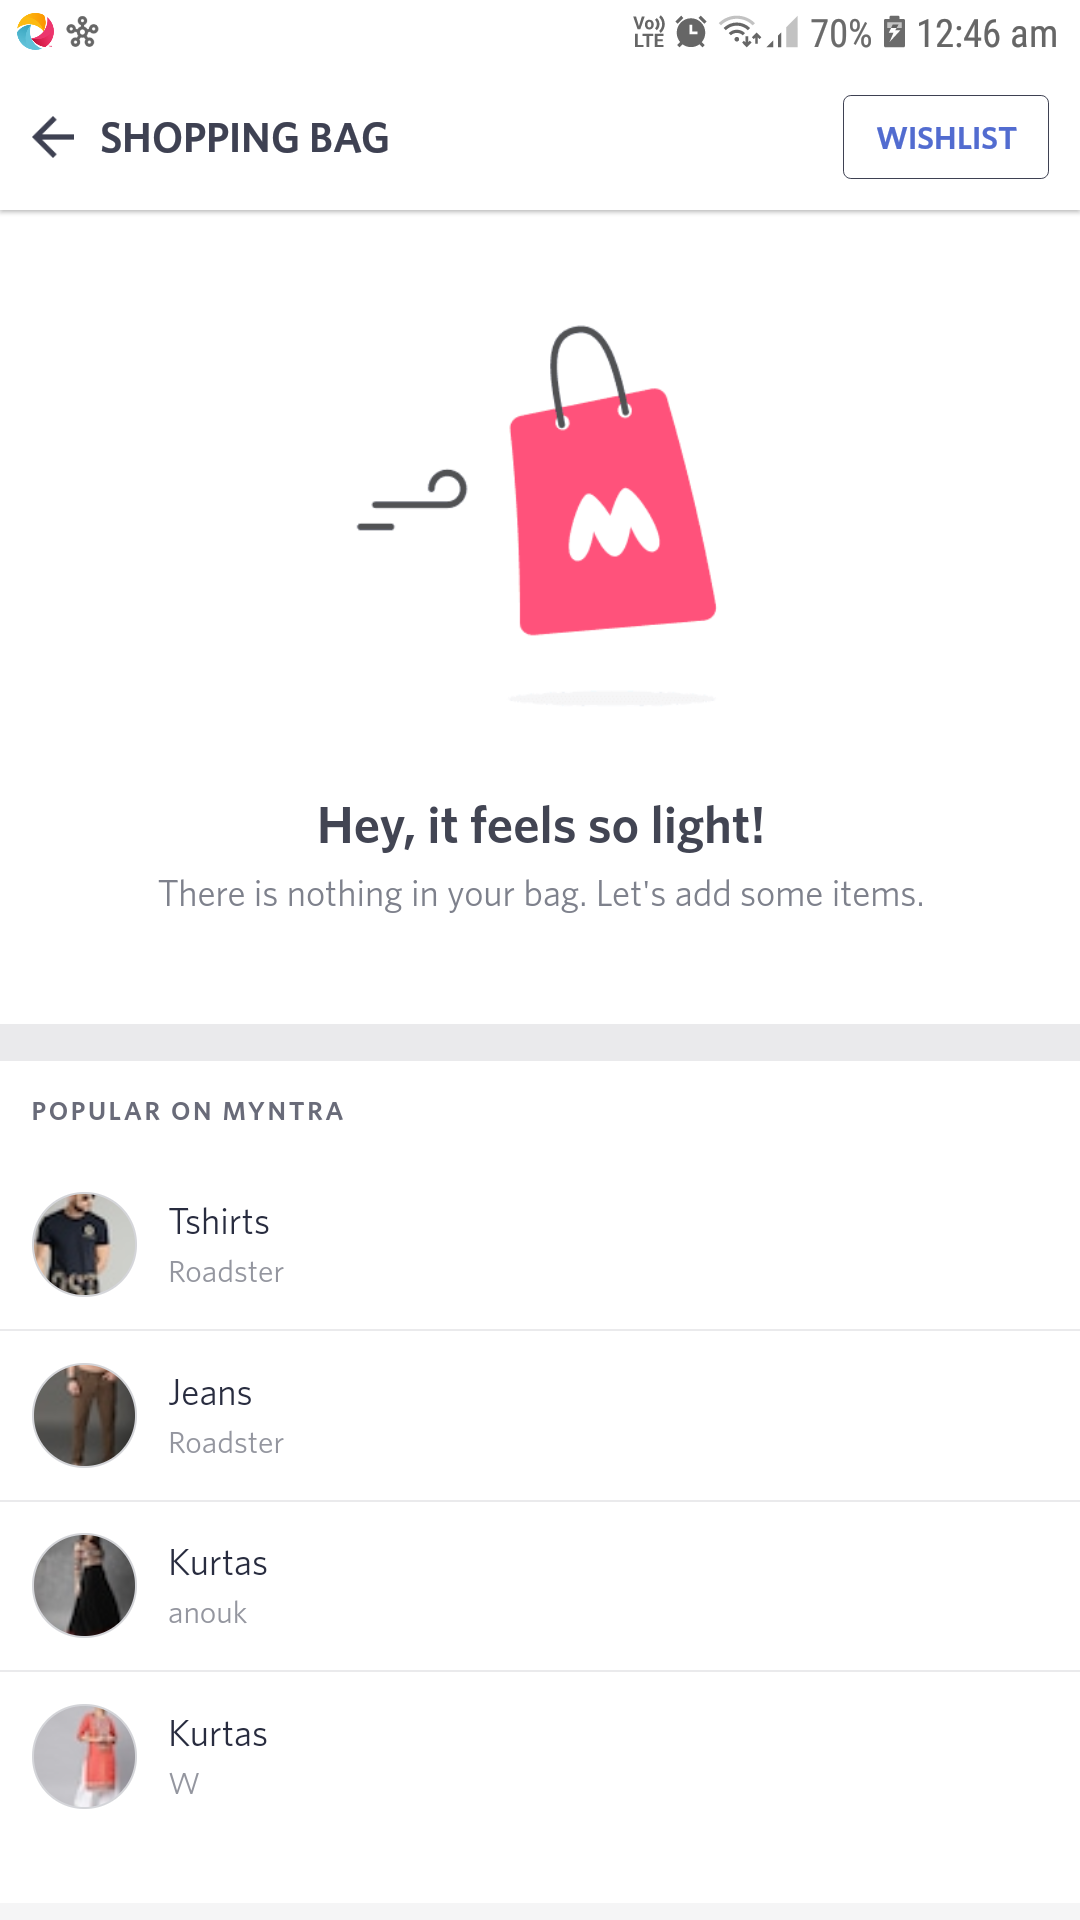 Vo)) LTE 70% 12:46 am
SHOPPING BAG
WISHLIST
Hey, it feels so light!
There is nothing in your bag. Let's add some items.
POPULAR ON MYNTRA
Tshirts
Roadster
Jeans
Roadster
Kurtas
anouk
Kurtas
W